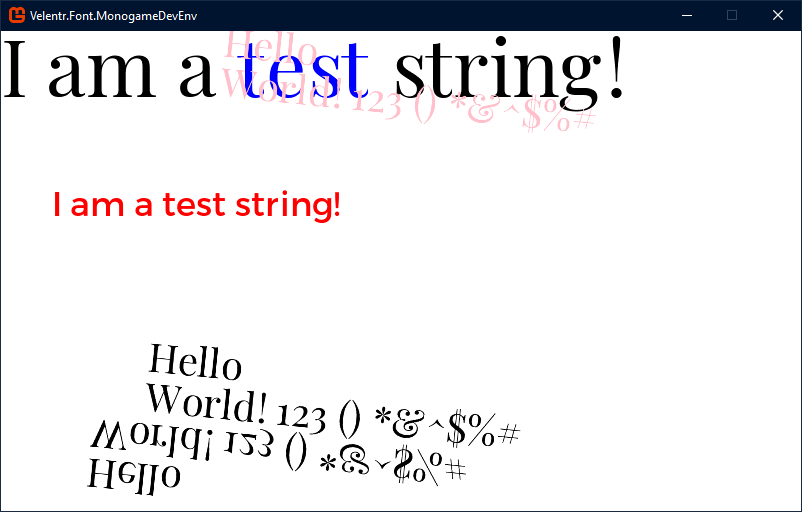 Velentr.Font.MonogameDevEnv
I am a test string!
Hello
World! 123 () *&^$%#
I am a test string!
Hello
World! 123 () *&^$%#
World! 123 () *&^$%#
Hello